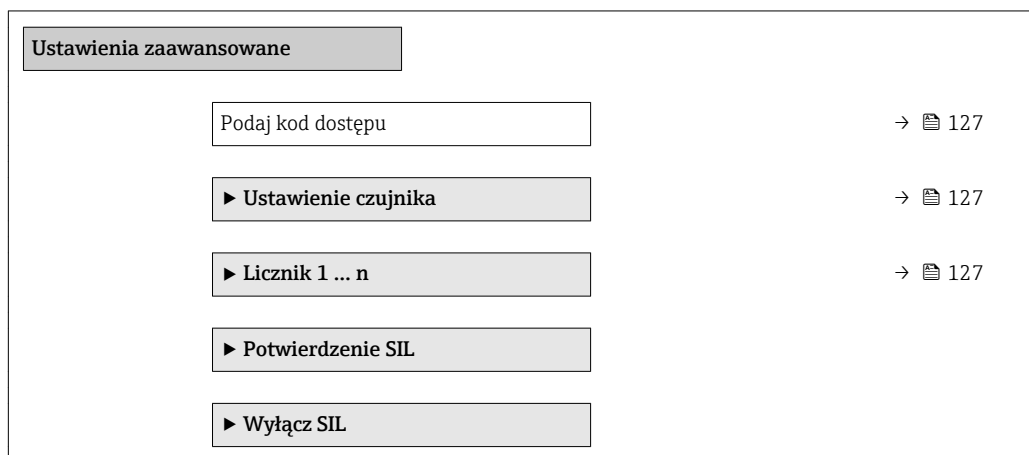 Ustawienia zaawansowane
Podaj kod dostępu → 127
▶ Ustawienie czujnika → 127
▶ Licznik 1 … n → 127
▶ Potwierdzenie SIL
▶ Wyłącz SIL